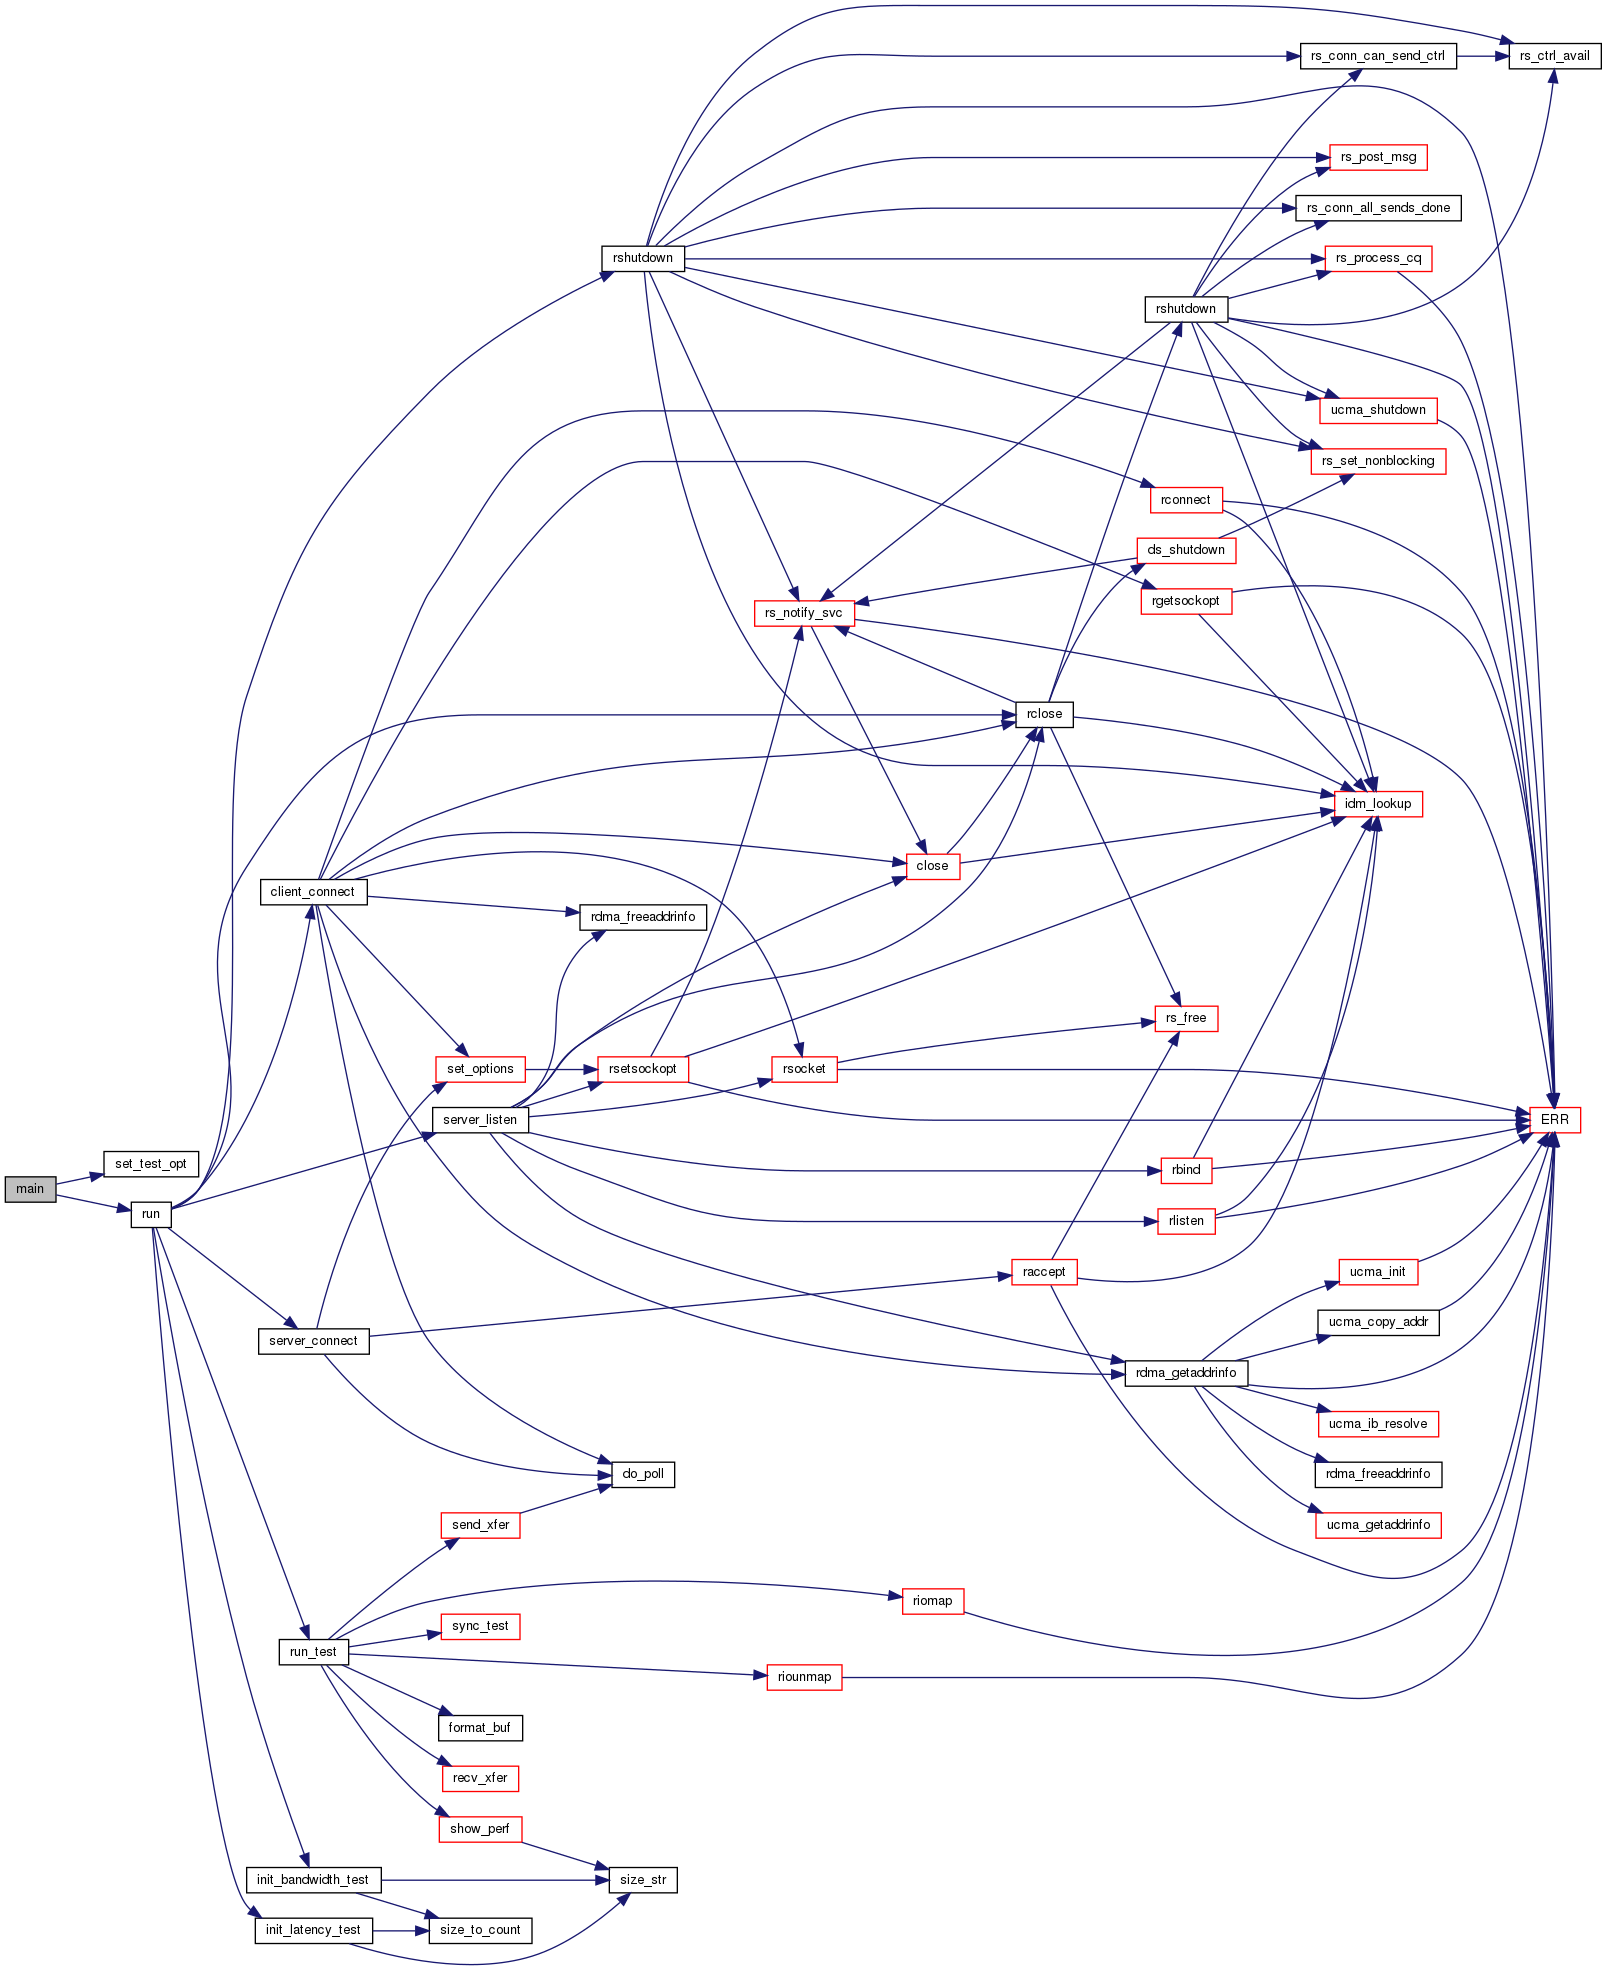 rs_conn_can_send_ctrl
rs_ctrl_avail
rs_post_msg
rs_conn_all_sends_done
rshutdown
rs_process_cq
rshutdown
ucma_shutdown
rs_set_nonblocking
rconnect
ds_shutdown
rgetsockopt
rs_notify_svc
rclose
idm_lookup
close
client_connect
rdma_freeaddrinfo
rs_free
set_options
rsetsockopt
rsocket
server_listen
ERR
set_test_opt
rbind
main
run
rlisten
raccept
ucma_init
ucma_copy_addr
server_connect
rdma_getaddrinfo
ucma_ib_resolve
do_poll
rdma_freeaddrinfo
send_xfer
ucma_getaddrinfo
riomap
sync_test
run_test
riounmap
format_buf
recv_xfer
show_perf
init_bandwidth_test
size_str
init_latency_test
size_to_count